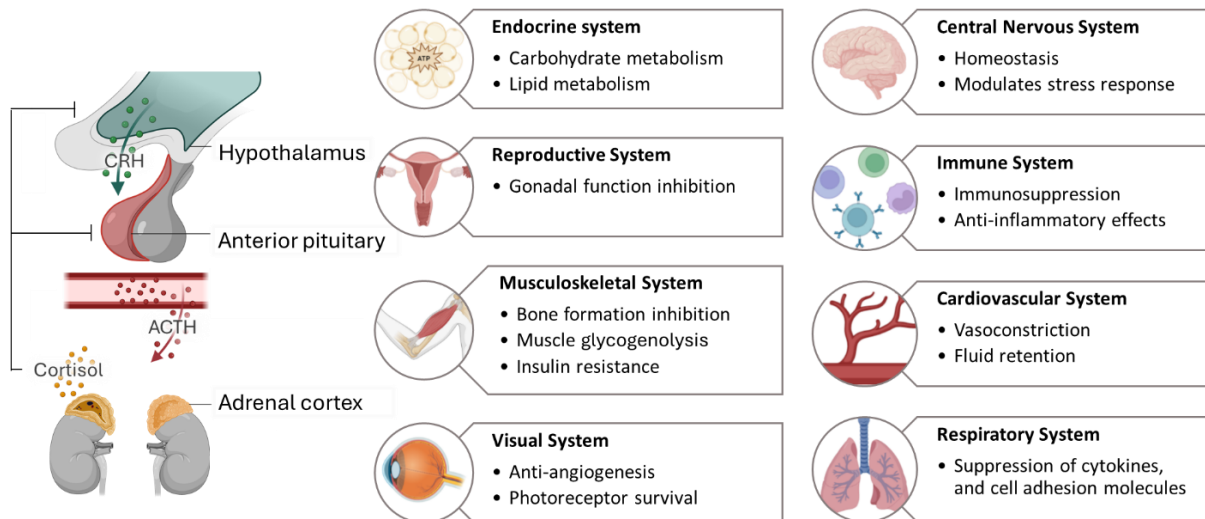 CRH
Hypothalamus
Anterior pituitary
ACTH
Cortisol
Adrenal cortex
ATP
Endocrine system
• Carbohydrate metabolism
• Lipid metabolism
Reproductive System
• Gonadal function inhibition
Musculoskeletal System
• Bone formation inhibition
• Muscle glycogenolysis
• Insulin resistance
Visual System
• Anti-angiogenesis
• Photoreceptor survival
Central Nervous System
• Homeostasis
• Modulates stress response
Immune System
• Immunosuppression
• Anti-inflammatory effects
Cardiovascular System
• Vasoconstriction
• Fluid retention
Respiratory System
• Suppression of cytokines,
and cell adhesion molecules